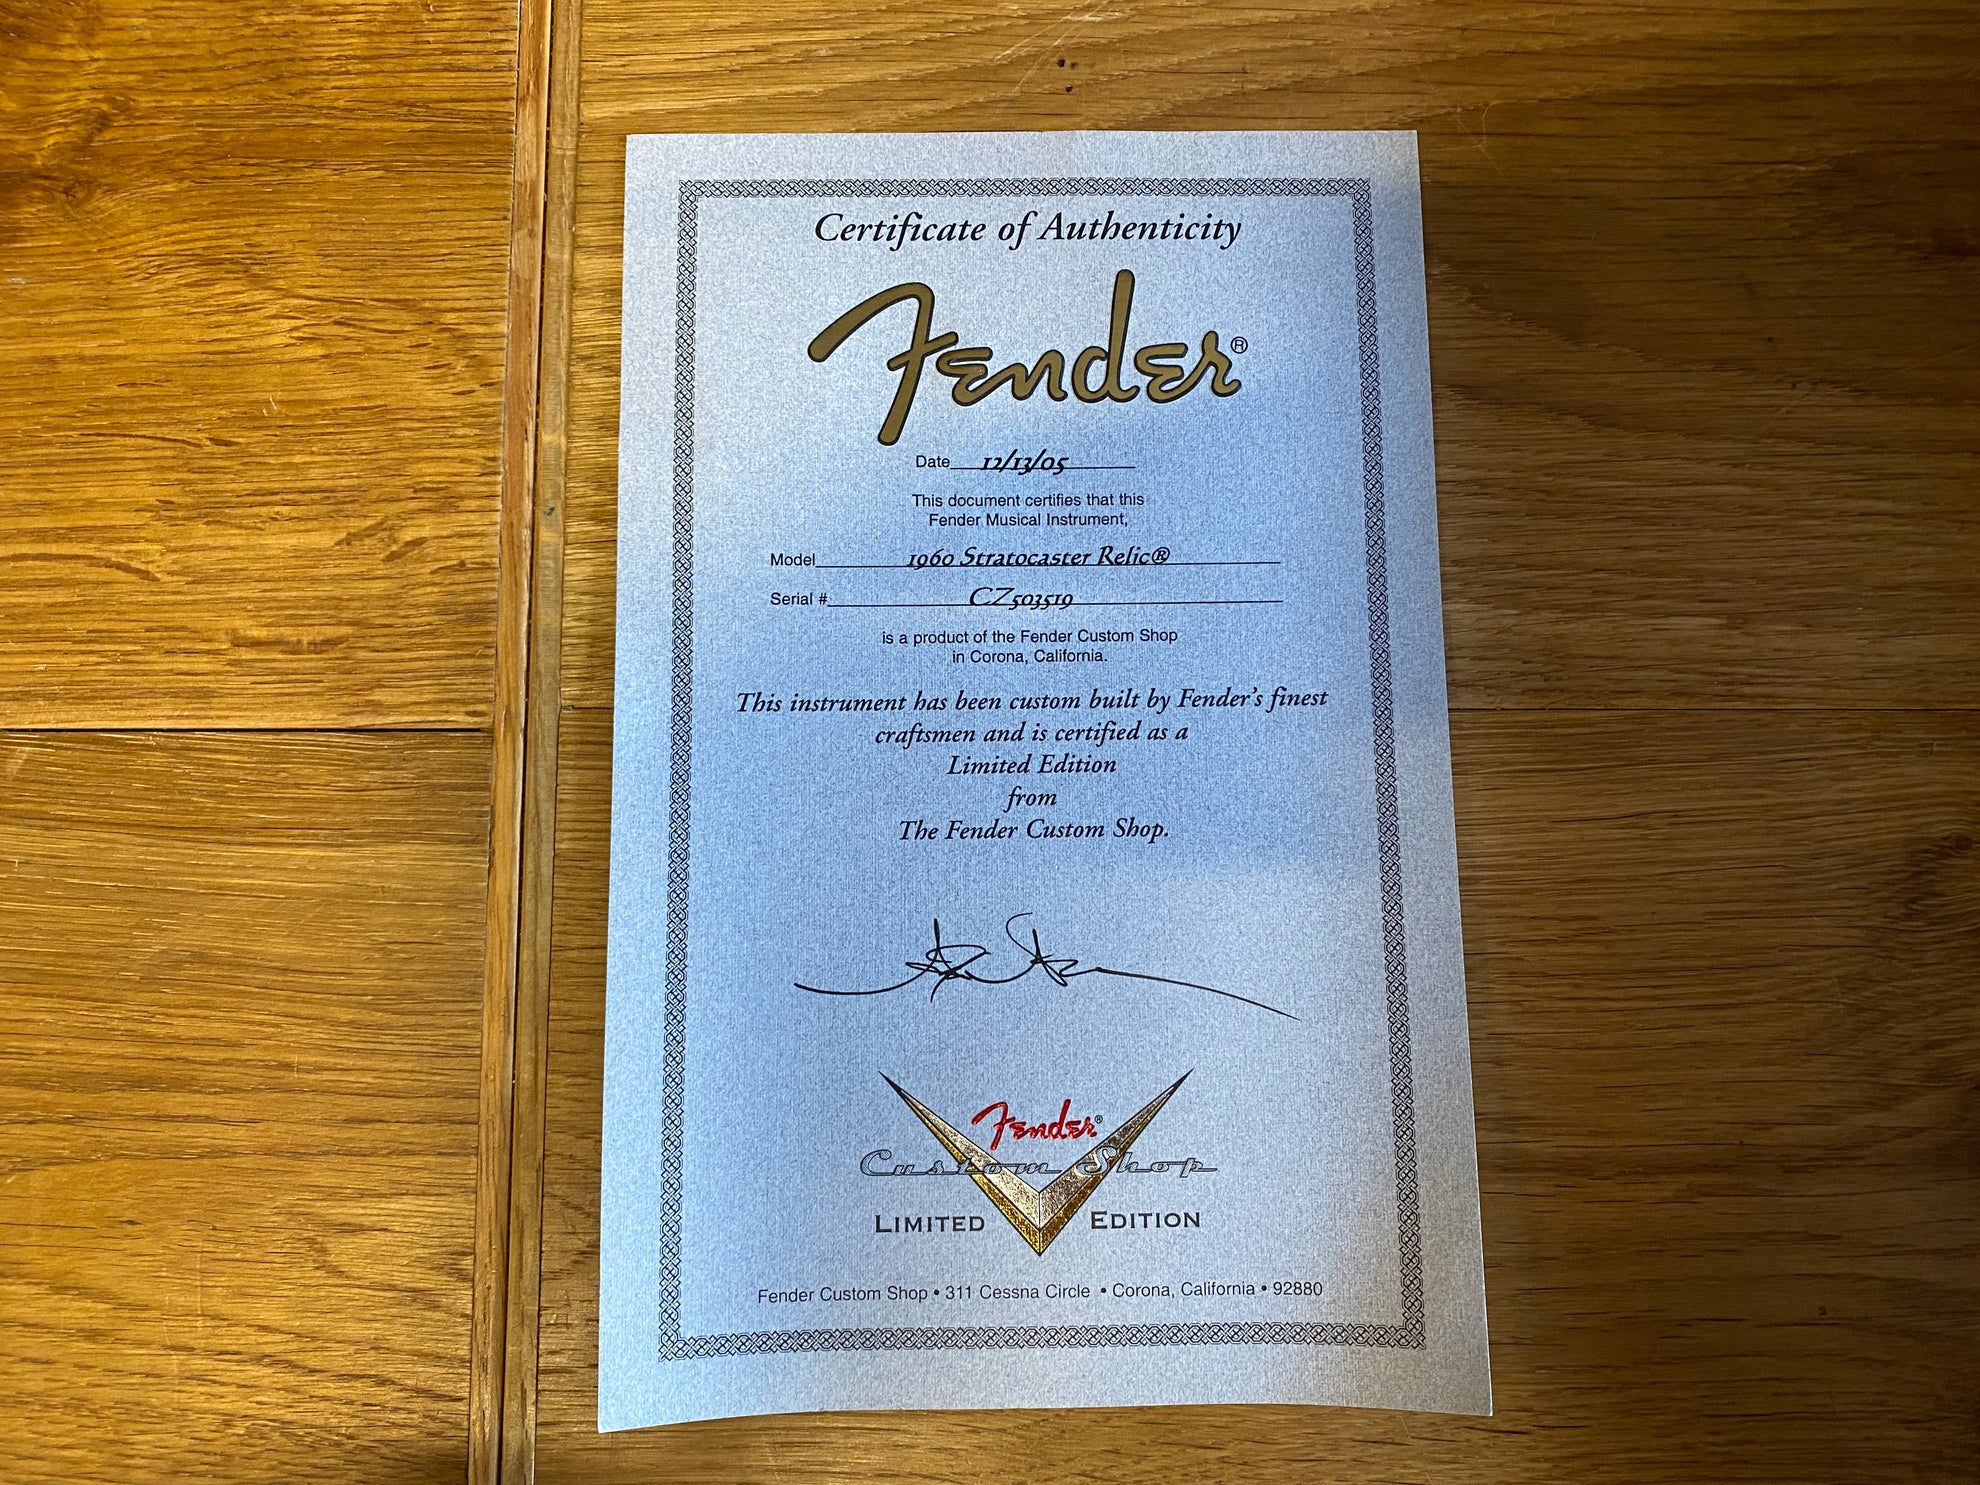 Certificate of Authenticity
Fender®
Date 12/13/05
This document certifies that this
Fender Musical Instrument,
Model 1960 Stratocaster Relic®
Serial # CZ503519
is a product of the Fender Custom Shop
in Corona, California.
This instrument has been custom built by Fender's finest
craftsmen and is certified as a
Limited Edition
from
The Fender Custom Shop.
Fender®
Custom Shop
LIMITED EDITION
Fender Custom Shop • 311 Cessna Circle • Corona, California • 92880